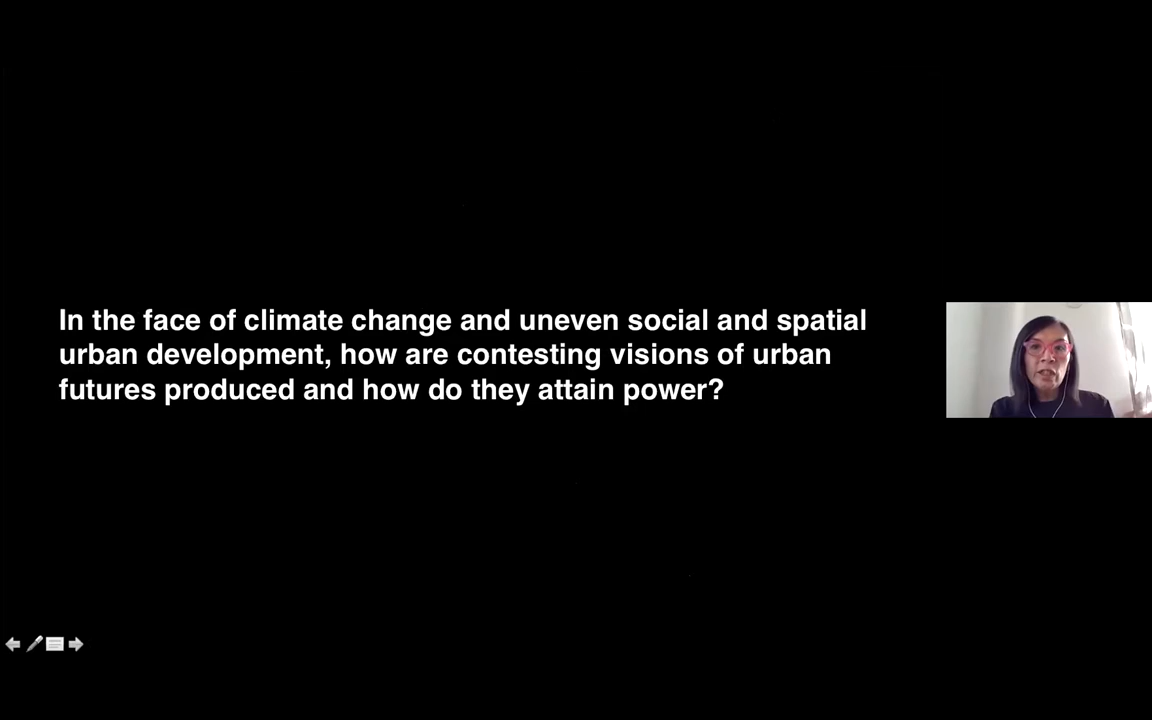 In the face of climate change and uneven social and spatial
urban development, how are contesting visions of urban
futures produced and how do they attain power?